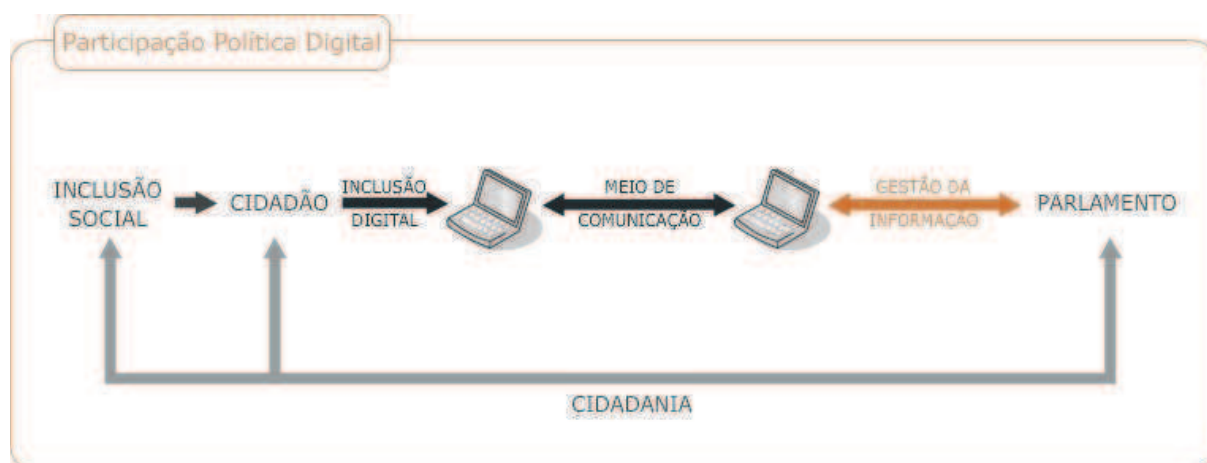 Participação Política Digital
INCLUSÃO
SOCIAL
CIDADÃO
INCLUSÃO
DIGITAL
MEIO DE
COMUNICAÇÃO
GESTÃO DA
INFORMAÇÃO
PARLAMENTO
CIDADANIA